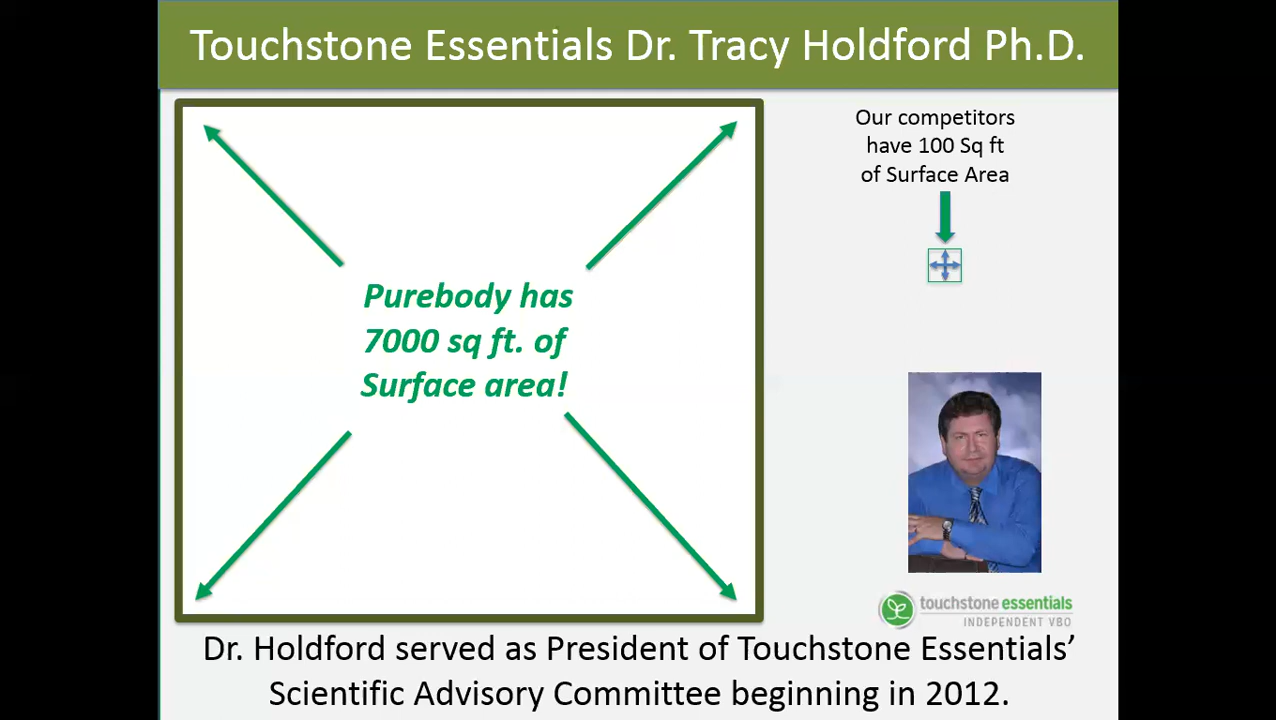 Touchstone Essentials Dr. Tracy Holdford Ph.D.
Our competitors
have 100 Sq ft
of Surface Area
Purebody has
7000 sq ft. of
Surface area!
touchstone essentials
INDEPENDENT VBO
Dr. Holdford served as President of Touchstone Essentials’
Scientific Advisory Committee beginning in 2012.